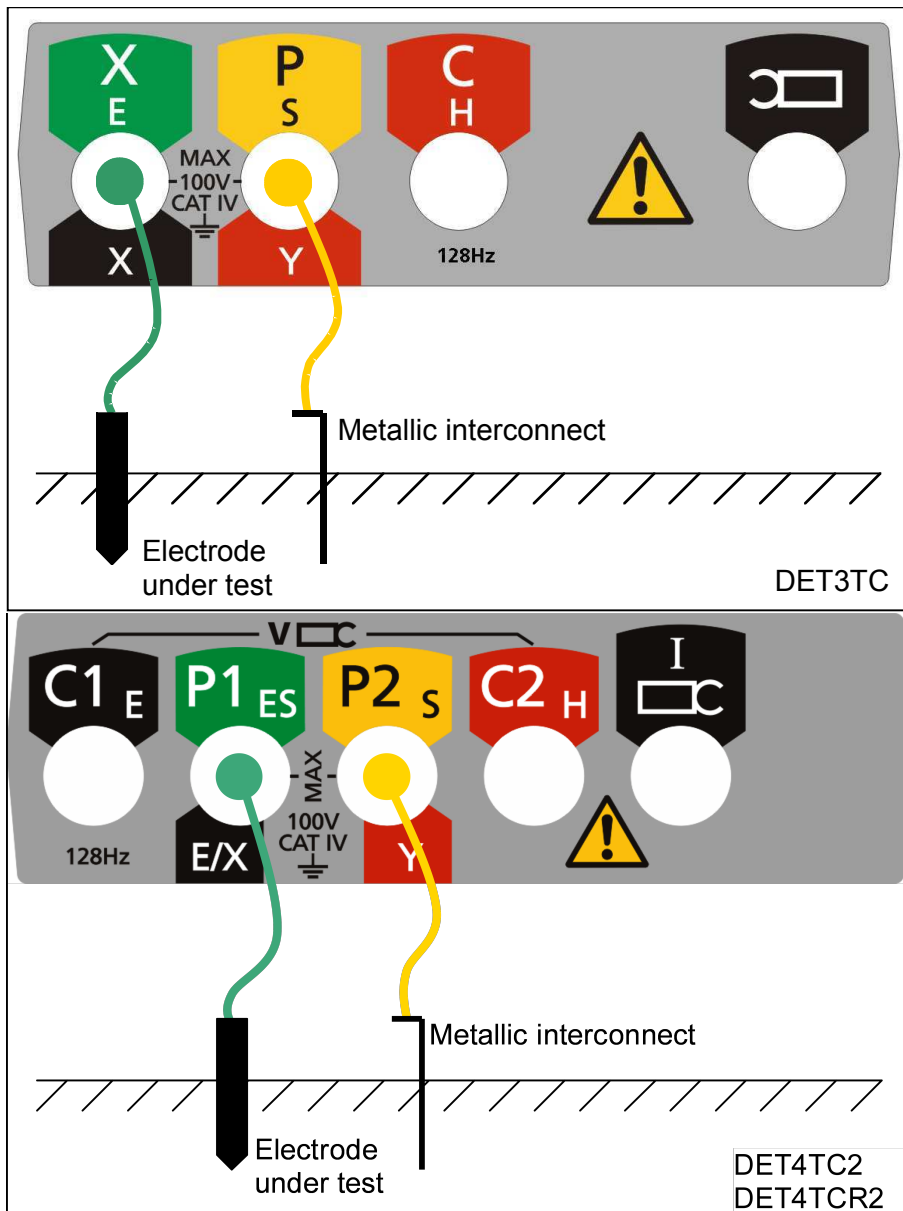 X
E
P
S
C
H
MAX
100V
CAT IV
X
Y
128Hz
Metallic interconnect
Electrode
under test
DET3TC
V C
C1 E
P1 ES
P2 S
C2 H
I
C
MAX
100V
CAT IV
128Hz
E/X
Y
Metallic interconnect
Electrode
under test
DET4TC2
DET4TCR2